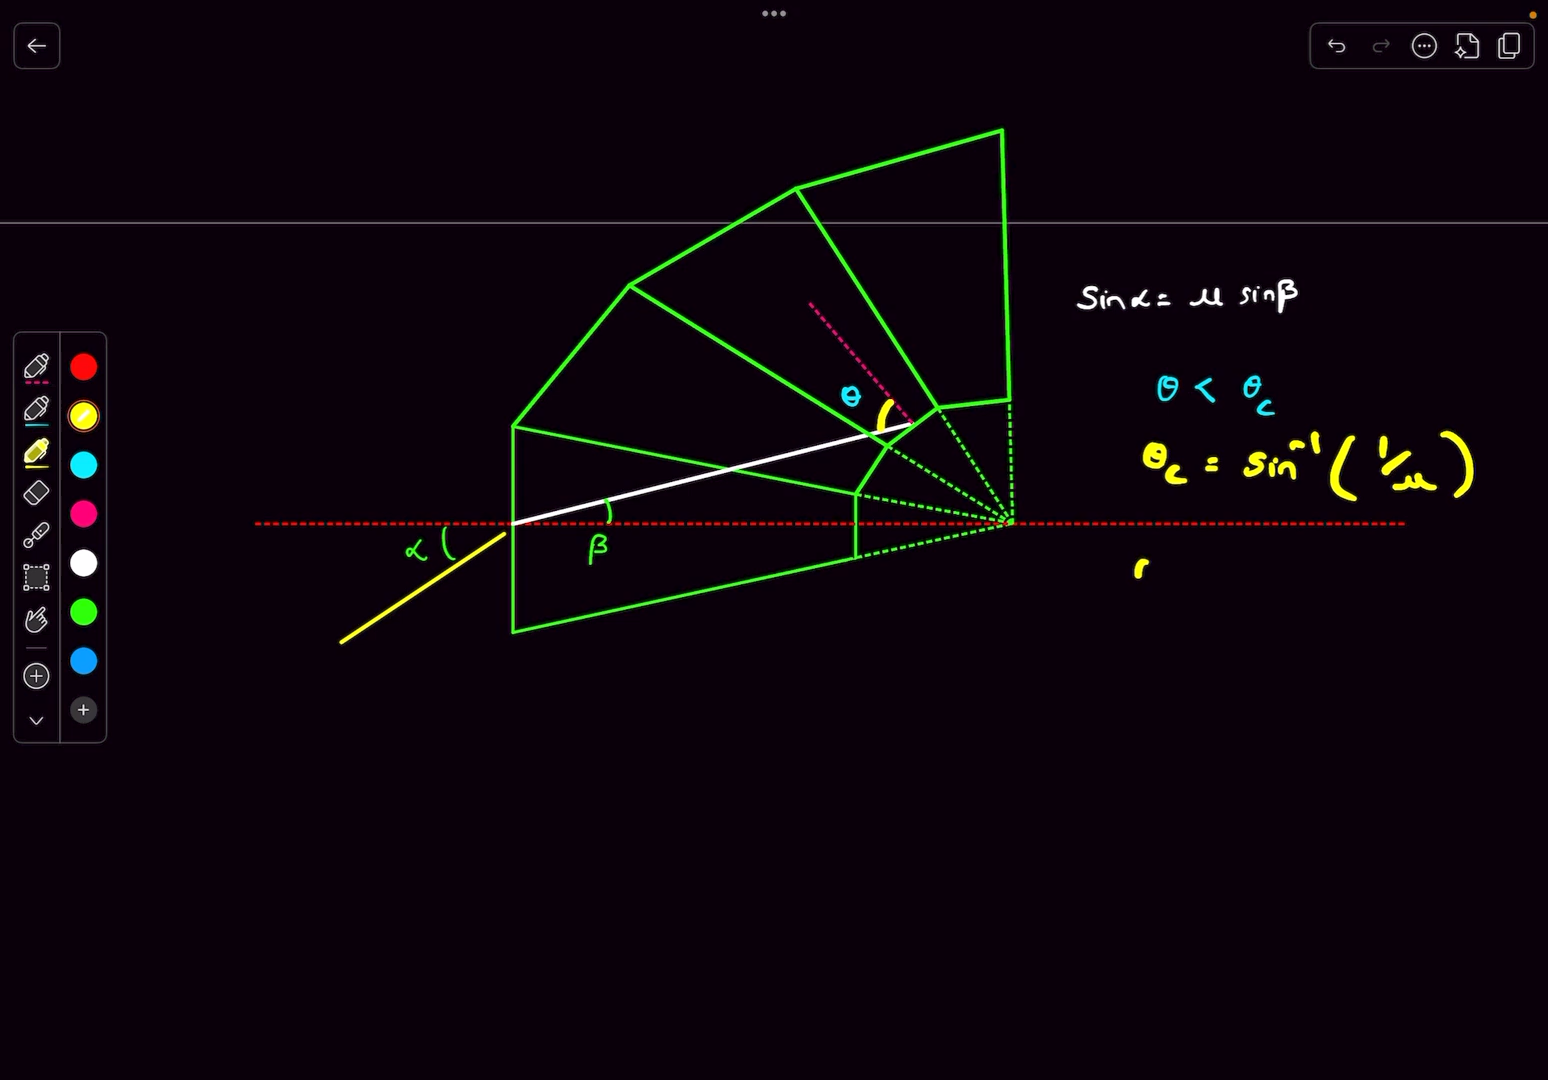 Sinα = μ sinβ
θ
θ < θc
θc = sin⁻¹(1/μ)
α
β
r